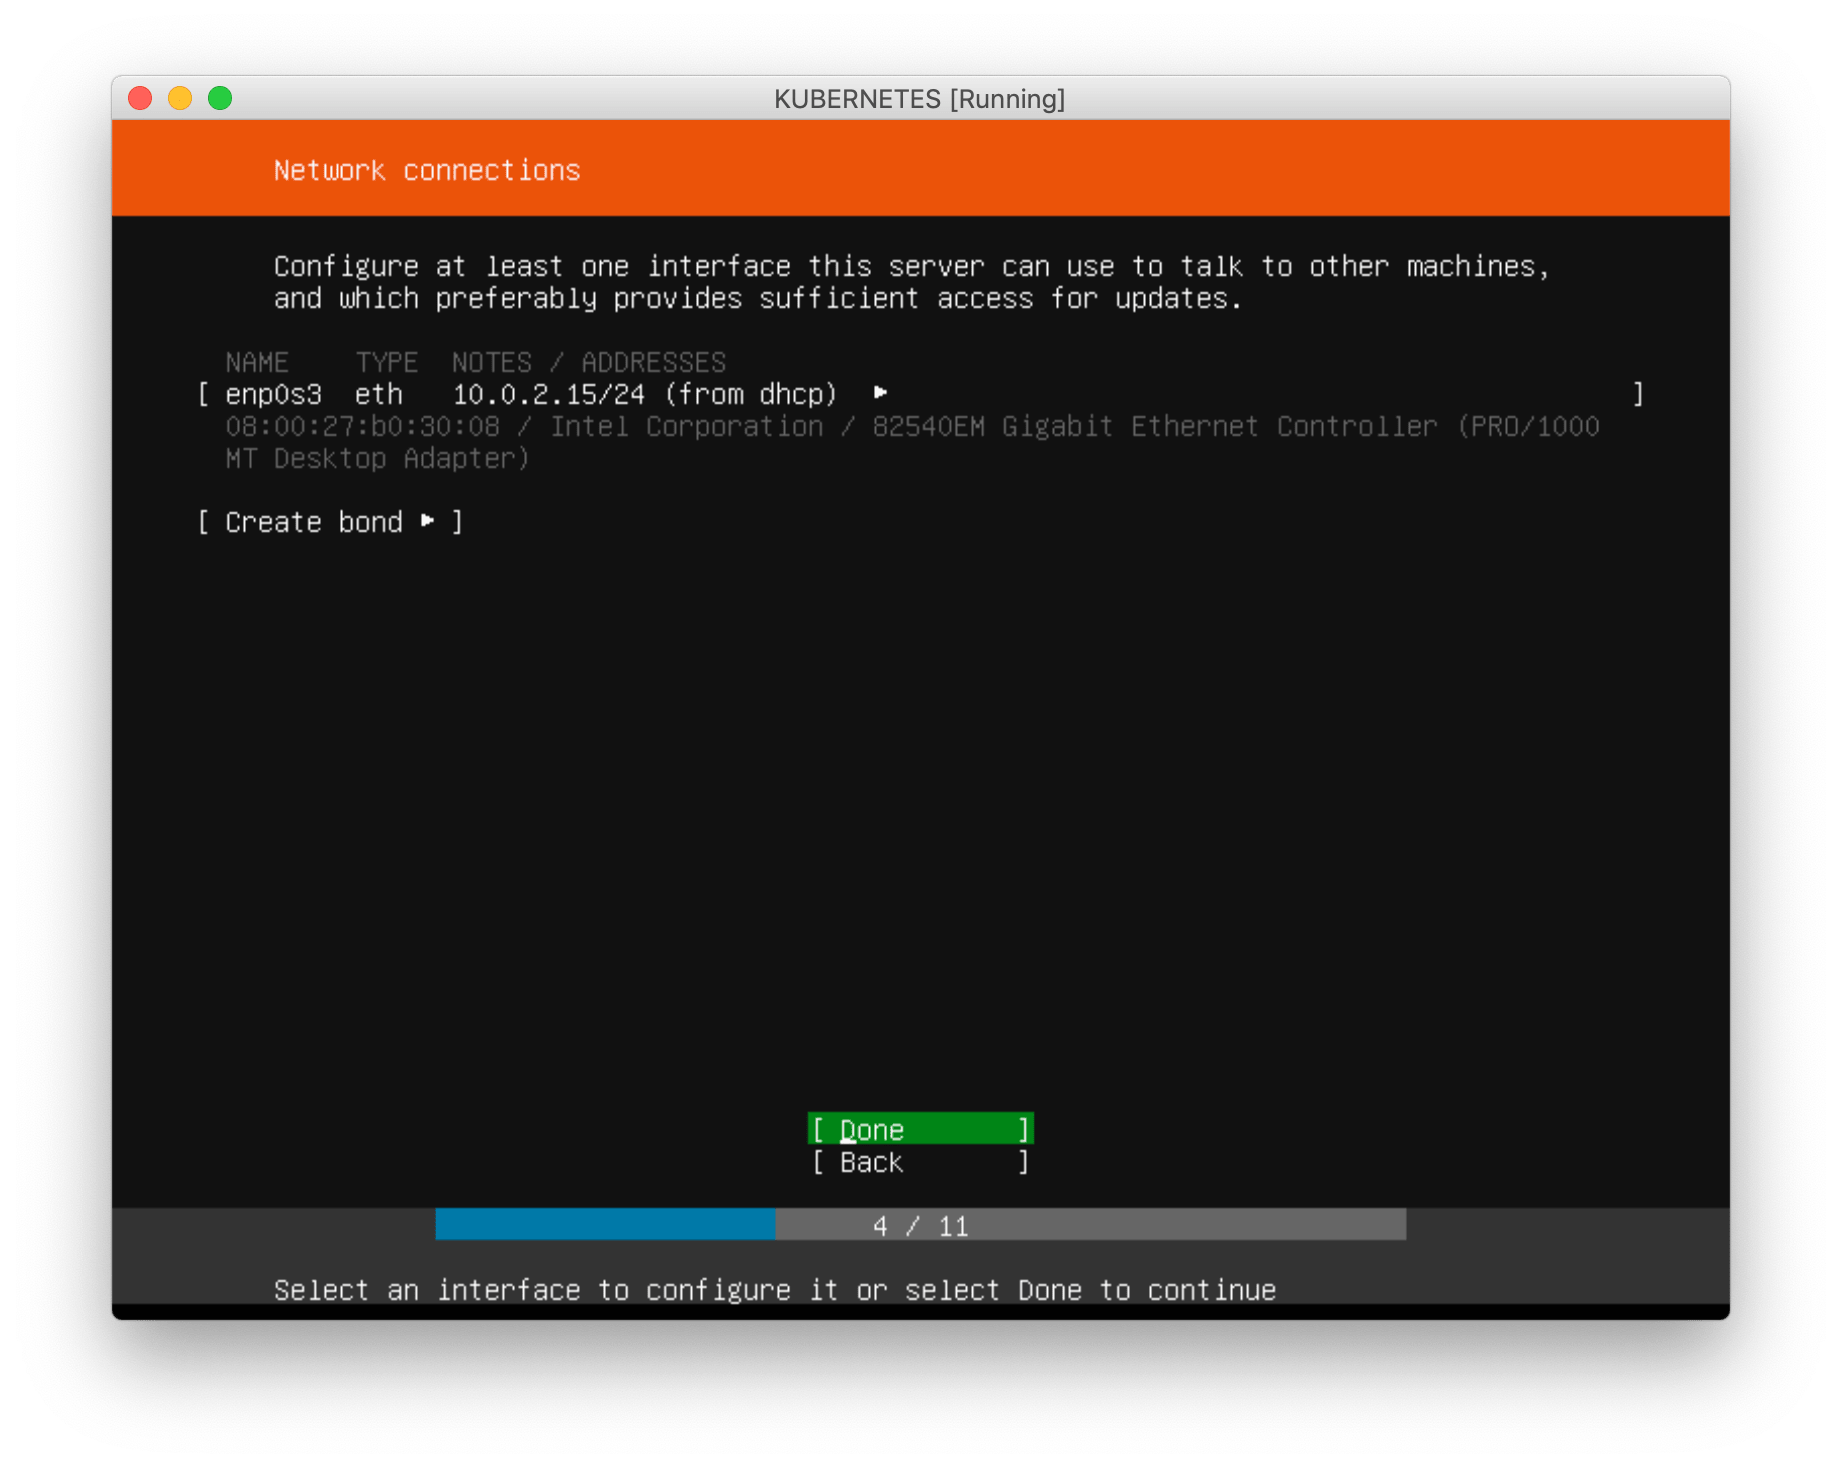 KUBERNETES [Running]
Network connections
Configure at least one interface this server can use to talk to other machines,
and which preferably provides sufficient access for updates.
NAME TYPE NOTES / ADDRESSES
[ enp0s3 eth 10.0.2.15/24 (from dhcp) ▸ ]
08:00:27:b0:30:08 / Intel Corporation / 82540EM Gigabit Ethernet Controller (PRO/1000
MT Desktop Adapter)
[ Create bond ▸ ]
[ Done ]
[ Back ]
4 / 11
Select an interface to configure it or select Done to continue